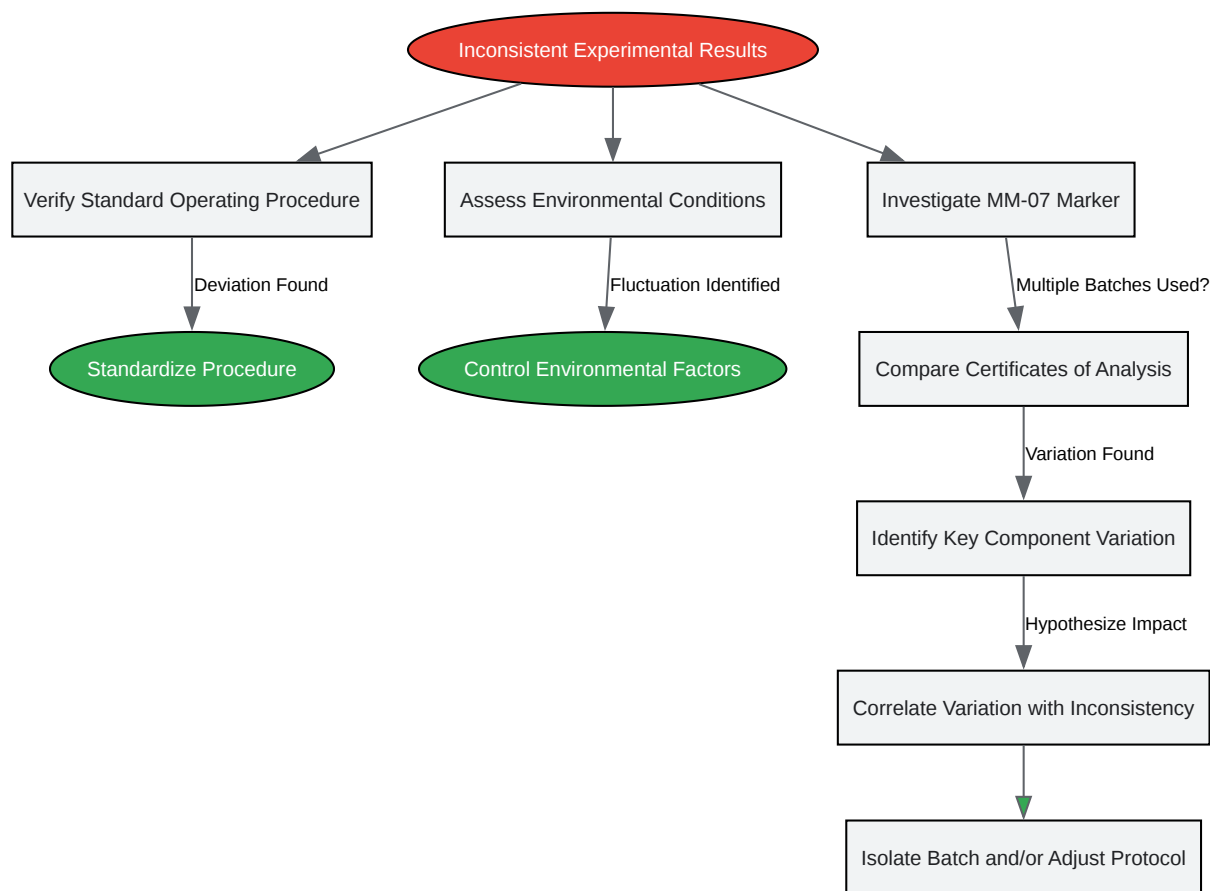 Inconsistent Experimental Results
Verify Standard Operating Procedure
Assess Environmental Conditions
Investigate MM-07 Marker
Deviation Found
Fluctuation Identified
Multiple Batches Used?
Standardize Procedure
Control Environmental Factors
Compare Certificates of Analysis
Variation Found
Identify Key Component Variation
Hypothesize Impact
Correlate Variation with Inconsistency
Isolate Batch and/or Adjust Protocol